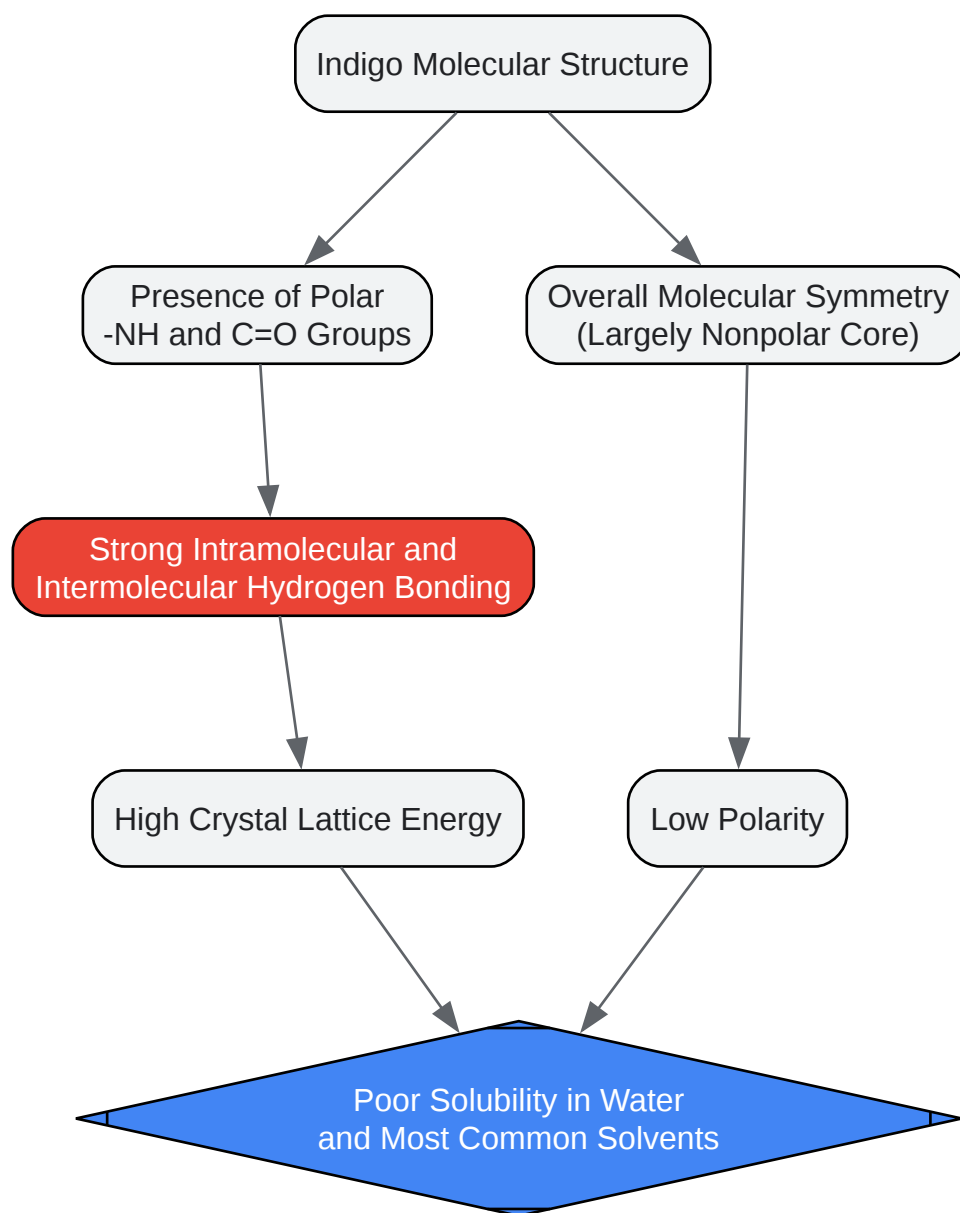 Indigo Molecular Structure
Presence of Polar
-NH and C=O Groups
Overall Molecular Symmetry
(Largely Nonpolar Core)
Strong Intramolecular and
Intermolecular Hydrogen Bonding
High Crystal Lattice Energy
Low Polarity
Poor Solubility in Water
and Most Common Solvents